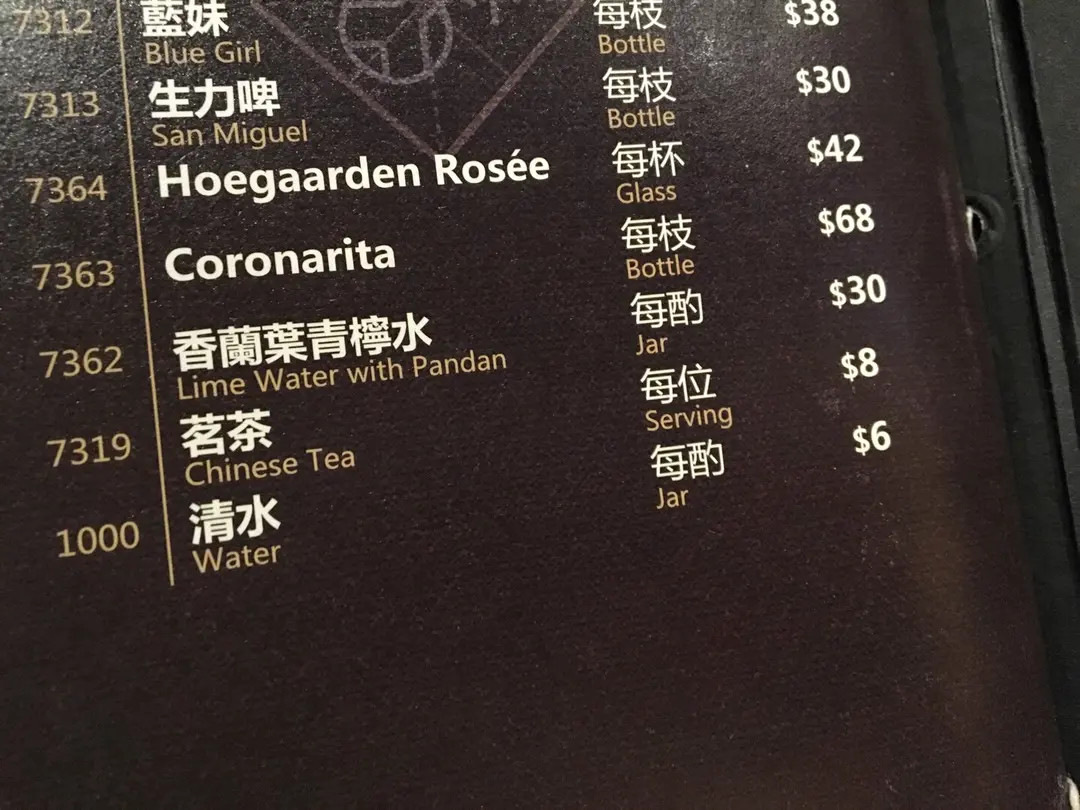 7312 藍妹 每枝 $38
Blue Girl Bottle
7313 生力啤 每枝 $30
San Miguel Bottle
7364 Hoegaarden Rosée 每杯 $42
Glass
7363 Coronarita 每枝 $68
Bottle
7362 香蘭葉青檸水 每酌 $30
Lime Water with Pandan Jar
7319 茗茶 每位 $8
Chinese Tea Serving
1000 清水 每酌 $6
Water Jar